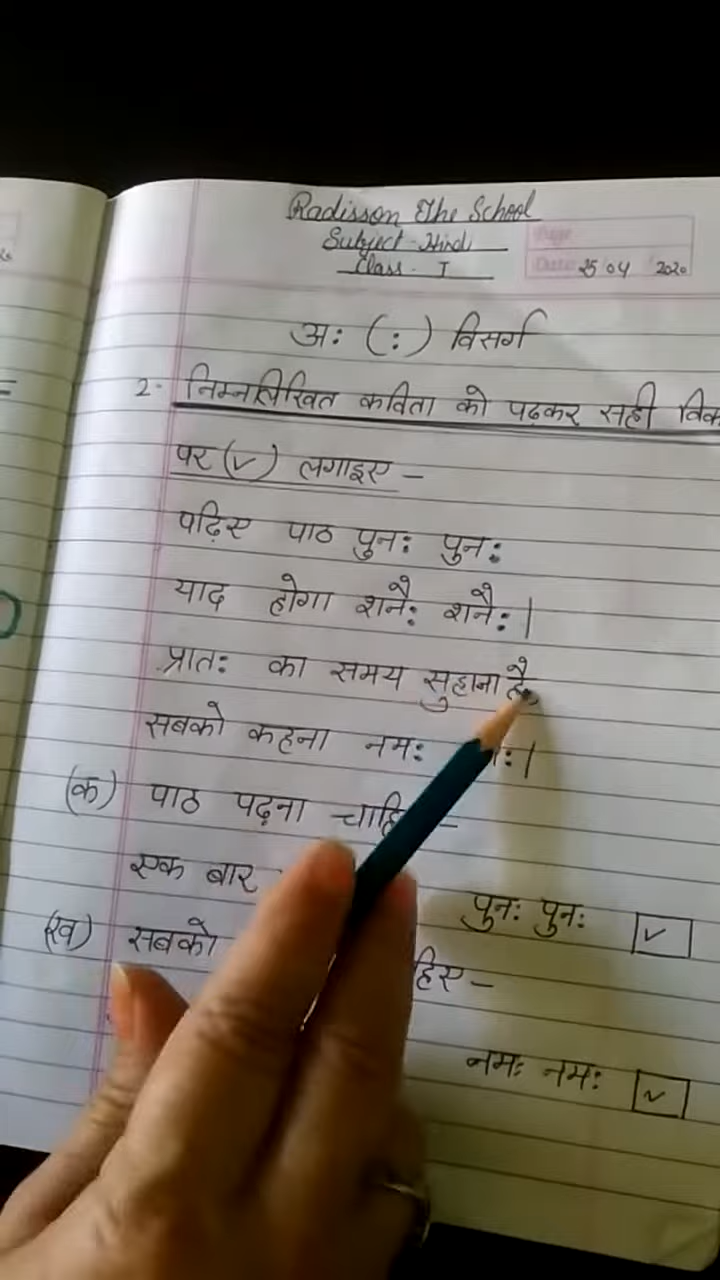 Radisson The School
Subject - Hindi
Class - I
Page
Date: 25 04 2020
अः (ः) विसर्ग
2- निम्नलिखित कविता को पढ़कर सही
पर (✓) लगाइए -
पढ़िए पाठ पुनः पुनः
याद होगा शनैः शनैः।
प्रातः का समय सुहाना है,
सबको कहना नमः
(क) पाठ पढ़ना
एक बार
पुनः पुनः ✓
(ख) सबको
नमः नमः ✓